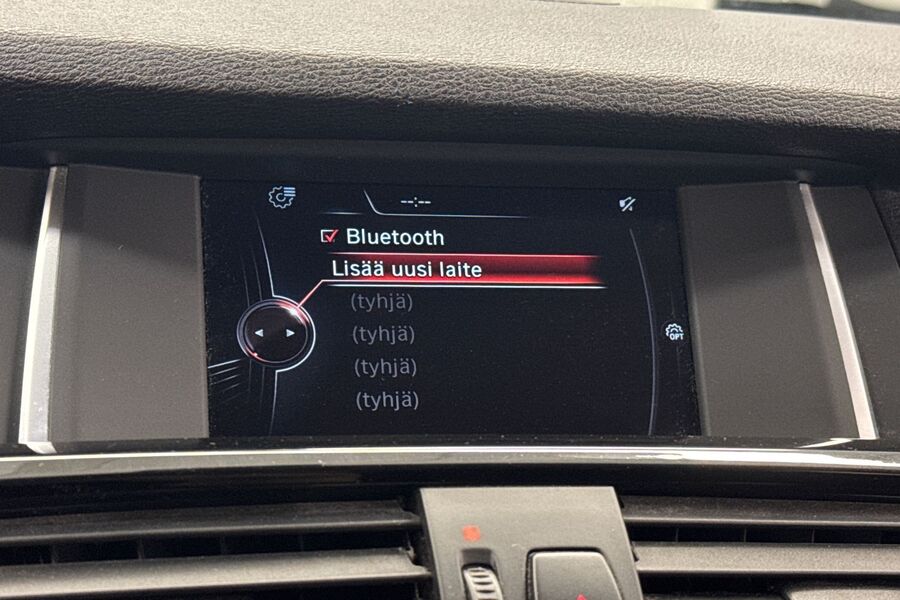 --:--
Bluetooth
Lisää uusi laite
(tyhjä)
(tyhjä)
(tyhjä)
(tyhjä)
OPT